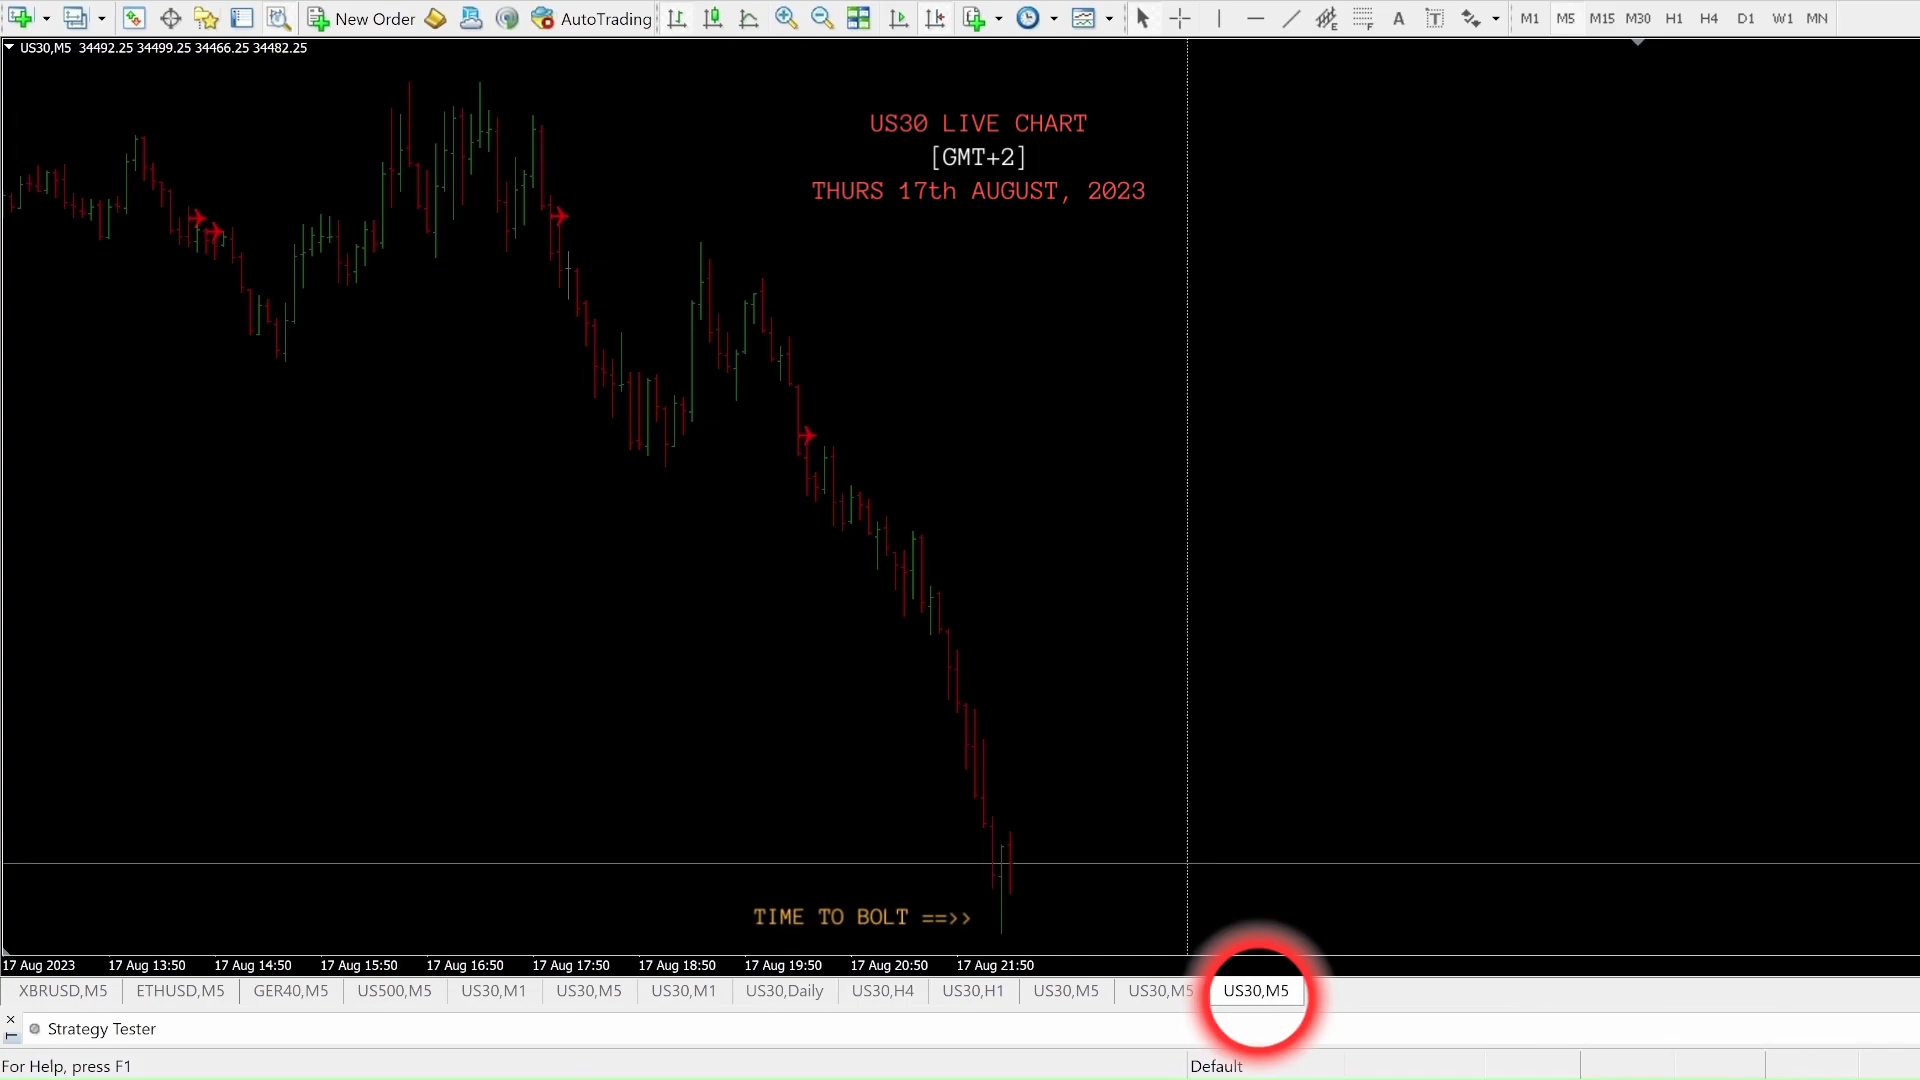 New Order AutoTrading A T M1 M5 M15 M30 H1 H4 D1 W1 MN
US30,M5 34492.25 34499.25 34466.25 34482.25
US30 LIVE CHART
[GMT+2]
THURS 17th AUGUST, 2023
TIME TO BOLT ==>>
17 Aug 2023 17 Aug 13:50 17 Aug 14:50 17 Aug 15:50 17 Aug 16:50 17 Aug 17:50 17 Aug 18:50 17 Aug 19:50 17 Aug 20:50 17 Aug 21:50
XBRUSD,M5 ETHUSD,M5 GER40,M5 US500,M5 US30,M1 US30,M5 US30,M1 US30,Daily US30,H4 US30,H1 US30,M5 US30,M5 US30,M5
Strategy Tester
For Help, press F1 Default